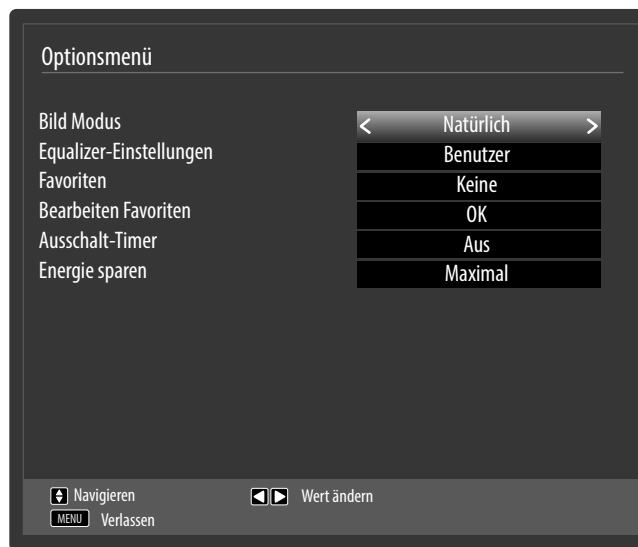 Optionsmenü
Bild Modus < Natürlich >
Equalizer-Einstellungen Benutzer
Favoriten Keine
Bearbeiten Favoriten OK
Ausschalt-Timer Aus
Energie sparen Maximal
Navigieren Wert ändern
MENU Verlassen